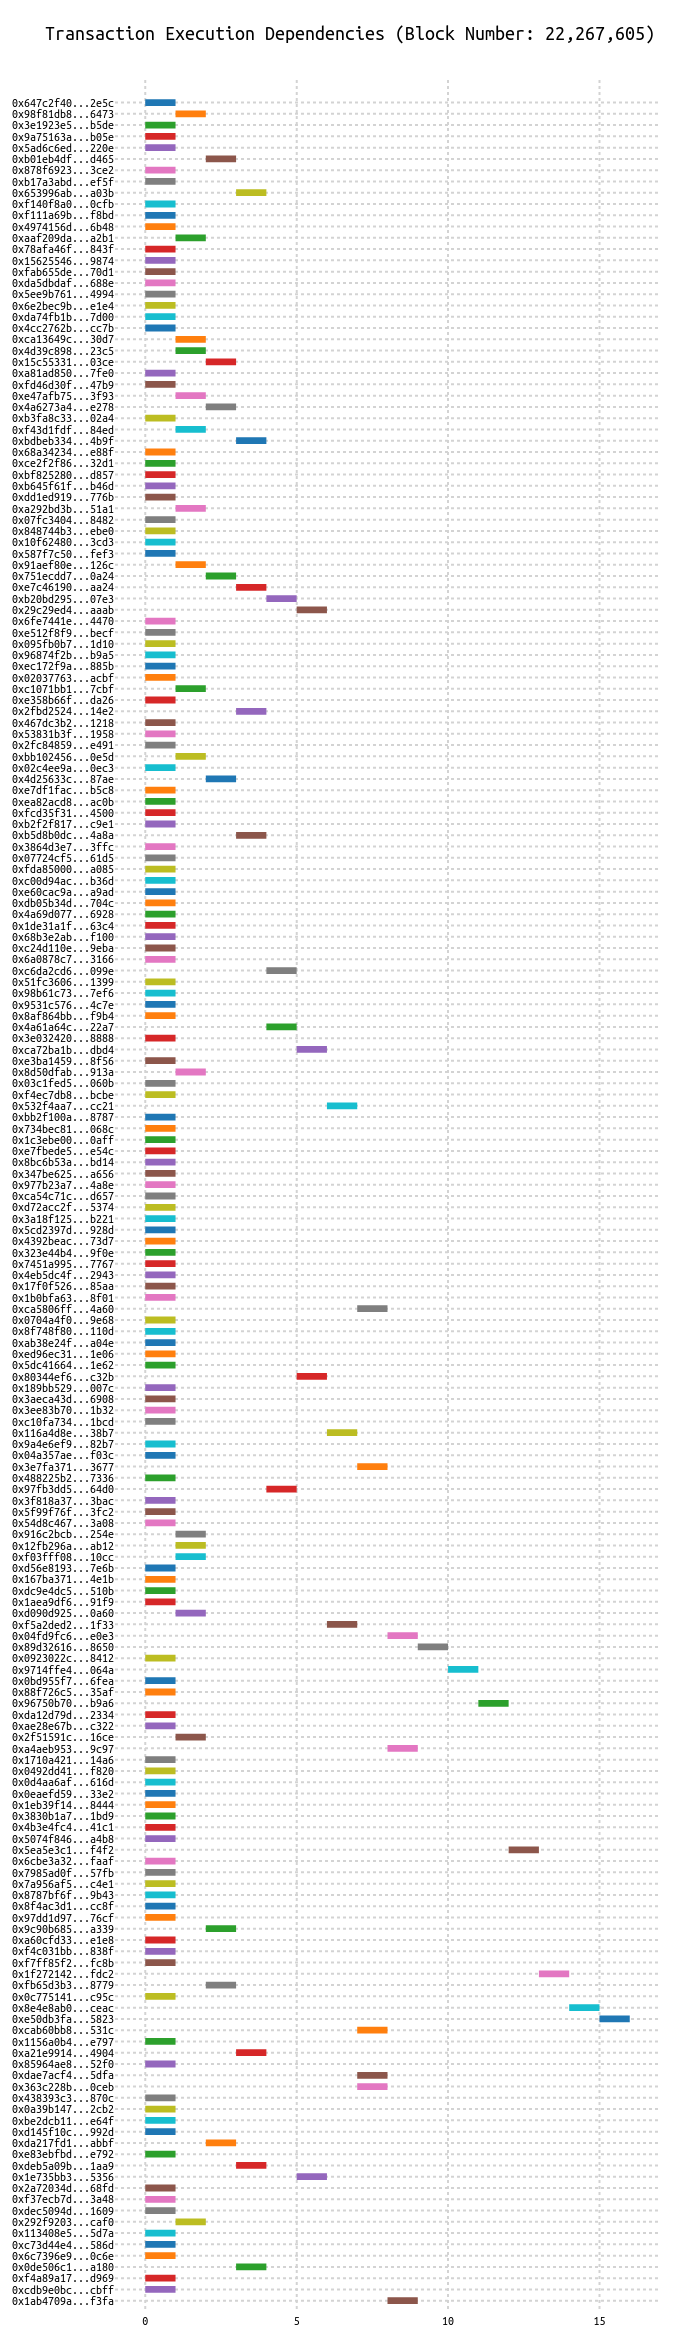 Transaction Execution Dependencies (Block Number: 22,267,605)
0x647c2f40...2e5c
0x98f81db8...6473
0x3e1923e5...b5de
0x9a75163a...b05e
0x5ad6c6ed...220e
0xb01eb4df...d465
0x878f6923...3ce2
0xb17a3abd...ef5f
0x653996ab...a03b
0xf140f8a0...0cfb
0xf111a69b...f8bd
0x4974156d...6b48
0xaaf209da...a2b1
0x78afa46f...843f
0x15625546...9874
0xfab655de...70d1
0xda5dbdaf...688e
0x5ee9b761...4994
0x6e2bec9b...e1e4
0xda74fb1b...7d00
0x4cc2762b...cc7b
0xca13649c...30d7
0x4d39c898...23c5
0x15c55331...03ce
0xa81ad850...7fe0
0xfd46d30f...47b9
0xe47afb75...3f93
0x4a6273a4...e278
0xb3fa8c33...02a4
0xf43d1fdf...84ed
0xbdbeb334...4b9f
0x68a34234...e88f
0xce2f2f86...32d1
0xbf825280...d857
0xb645f61f...b46d
0xdd1ed919...776b
0xa292bd3b...51a1
0x07fc3404...8482
0x848744b3...ebe0
0x10f62480...3cd3
0x587f7c50...fef3
0x91aef80e...126c
0x751ecdd7...0a24
0xe7c46190...aa24
0xb20bd295...07e3
0x29c29ed4...aaab
0x6fe7441e...4470
0xe512f8f9...becf
0x095fb0b7...1d10
0x96874f2b...b9a5
0xec172f9a...885b
0x02037763...acbf
0xc1071bb1...7cbf
0xe358b66f...da26
0x2fbd2524...14e2
0x467dc3b2...1218
0x53831b3f...1958
0x2fc84859...e491
0xbb102456...0e5d
0x02c4ee9a...0ec3
0x4d25633c...87ae
0xe7df1fac...b5c8
0xea82acd8...ac0b
0xfcd35f31...4500
0xb2f2f817...c9e1
0xb5d8b0dc...4a8a
0x3864d3e7...3ffc
0x07724cf5...61d5
0xfda85000...a085
0xc00d94ac...b36d
0xe60cac9a...a9ad
0xdb05b34d...704c
0x4a69d077...6928
0x1de31a1f...63c4
0x68b3e2ab...f100
0xc24d110e...9eba
0x6a0878c7...3166
0xc6da2cd6...099e
0x51fc3606...1399
0x98b61c73...7ef6
0x9531c576...4c7e
0x8af864bb...f9b4
0x4a61a64c...22a7
0x3e032420...8888
0xca72ba1b...dbd4
0xe3ba1459...8f56
0x8d50dfab...913a
0x03c1fed5...060b
0xf4ec7db8...bcbe
0x532f4aa7...cc21
0xbb2f100a...8787
0x734bec81...068c
0x1c3ebe00...0aff
0xe7fbede5...e54c
0x8bc6b53a...bd14
0x347be625...a656
0x977b23a7...4a8e
0xca54c71c...d657
0xd72acc2f...5374
0x3a18f125...b221
0x5cd2397d...928d
0x4392beac...73d7
0x323e44b4...9f0e
0x7451a995...7767
0x4eb5dc4f...2943
0x17f0f526...85aa
0x1b0bfa63...8f01
0xca5806ff...4a60
0x0704a4f0...9e68
0x8f748f80...110d
0xab38e24f...a04e
0xed96ec31...1e06
0x5dc41664...1e62
0x80344ef6...c32b
0x189bb529...007c
0x3aeca43d...6908
0x3ee83b70...1b32
0xc10fa734...1bcd
0x116a4d8e...38b7
0x9a4e6ef9...82b7
0x04a357ae...f03c
0x3e7fa371...3677
0x488225b2...7336
0x97fb3dd5...64d0
0x3f818a37...3bac
0x5f99f76f...3fc2
0x54d8c467...3a08
0x916c2bcb...254e
0x12fb296a...ab12
0xf03fff08...10cc
0xd56e8193...7e6b
0x167ba371...4e1b
0xdc9e4dc5...510b
0x1aea9df6...91f9
0xd090d925...0a60
0xf5a2ded2...1f33
0x04fd9fc6...e0e3
0x89d32616...8650
0x0923022c...8412
0x9714ffe4...064a
0x0bd955f7...6fea
0x88f726c5...35af
0x96750b70...b9a6
0xda12d79d...2334
0xae28e67b...c322
0x2f51591c...16ce
0xa4aeb953...9c97
0x1710a421...14a6
0x0492dd41...f820
0x0d4aa6af...616d
0x0eaefd59...33e2
0x1eb39f14...8444
0x3830b1a7...1bd9
0x4b3e4fc4...41c1
0x5074f846...a4b8
0x5ea5e3c1...f4f2
0x6cbe3a32...faaf
0x7985ad0f...57fb
0x7a956af5...c4e1
0x8787bf6f...9b43
0x8f4ac3d1...cc8f
0x97dd1d97...76cf
0x9c90b685...a339
0xa60cfd33...e1e8
0xf4c031bb...838f
0xf7ff85f2...fc8b
0x1f272142...fdc2
0xfb65d3b3...8779
0x0c775141...c95c
0x8e4e8ab0...ceac
0xe50db3fa...5823
0xcab60bb8...531c
0x1156a0b4...e797
0xa21e9914...4904
0x85964ae8...52f0
0xdae7acf4...5dfa
0x363c228b...0ceb
0x438393c3...870c
0x0a39b147...2cb2
0xbe2dcb11...e64f
0xd145f10c...992d
0xda217fd1...abbf
0xe83ebfbd...e792
0xdeb5a09b...1aa9
0x1e735bb3...5356
0x2a72034d...68fd
0xf37ecb7d...3a48
0xdec5094d...1609
0x292f9203...caf0
0x113408e5...5d7a
0xc73d44e4...586d
0x6c7396e9...0c6e
0x0de506c1...a180
0xf4a89a17...d969
0xcdb9e0bc...cbff
0x1ab4709a...f3fa
0 5 10 15